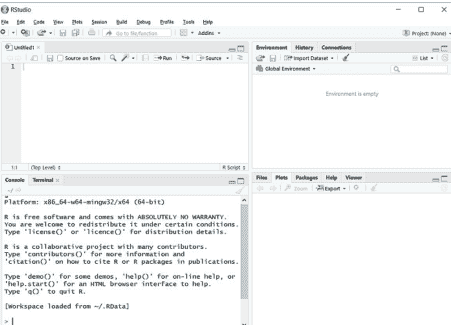 RStudio
File Edit Code View Plots Session Build Debug Profile Tools Help
Go to file/function Addins Project: (None)
Untitled1
Source on Save Run Source
1
1:1 (Top Level) R Script
Console Terminal
~/
Platform: x86_64-w64-mingw32/x64 (64-bit)
R is free software and comes with ABSOLUTELY NO WARRANTY.
You are welcome to redistribute it under certain conditions.
Type 'license()' or 'licence()' for distribution details.
R is a collaborative project with many contributors.
Type 'contributors()' for more information and
'citation()' on how to cite R or R packages in publications.
Type 'demo()' for some demos, 'help()' for on-line help, or
'help.start()' for an HTML browser interface to help.
Type 'q()' to quit R.
[Workspace loaded from ~/.RData]
>
Environment History Connections
Import Dataset List
Global Environment
Environment is empty
Files Plots Packages Help Viewer
Zoom Export